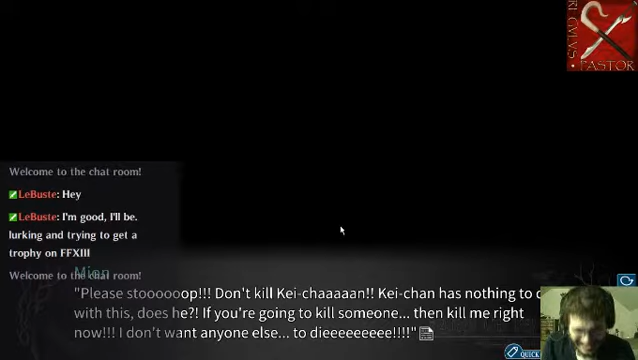 • PASTOR
Welcome to the chat room!
LeBuste: Hey
LeBuste: I'm good, I'll be.
lurking and trying to get a
trophy on FFXIII
Welcome to the chat room!
Mion
"Please stoooooop!!! Don't kill Kei-chaaaaan!! Kei-chan has nothing to
with this, does he?! If you're going to kill someone... then kill me right
now!!! I don't want anyone else... to dieeeeeeee!!!!"
QUICK